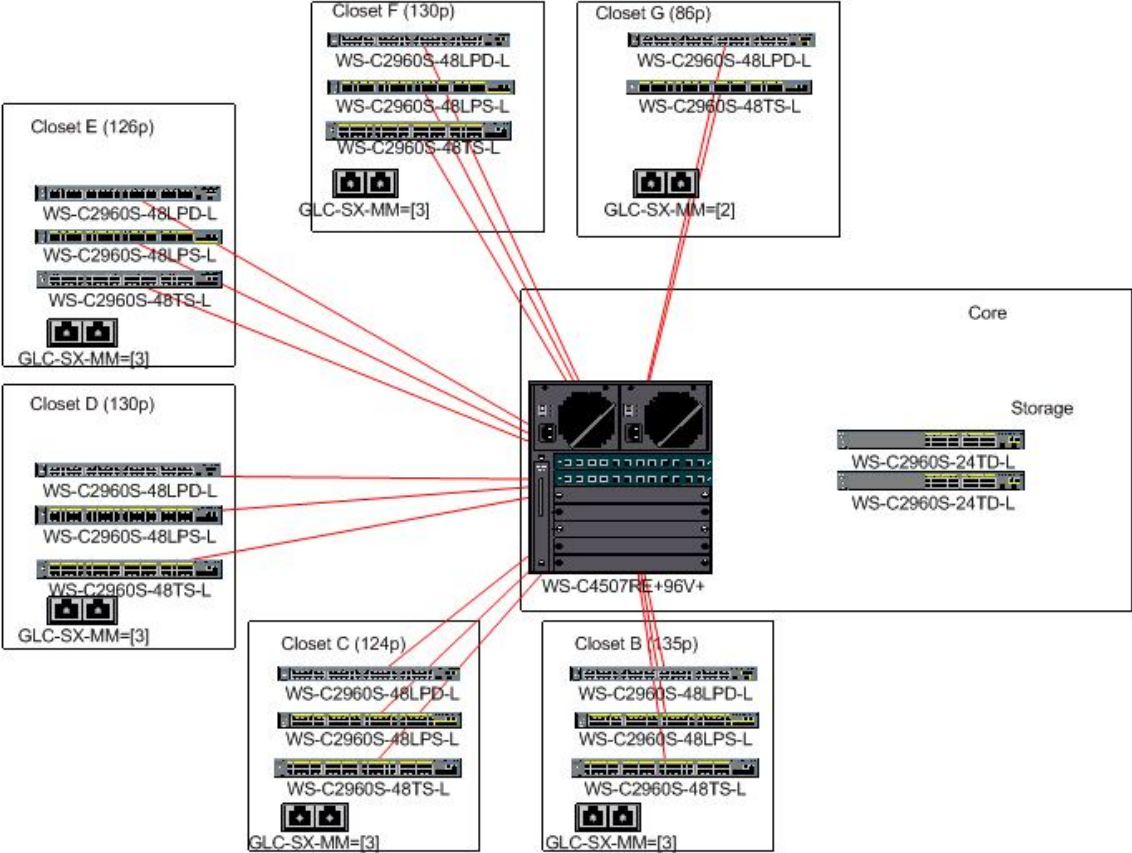 Closet F (130p)
WS-C2960S-48LPD-L
WS-C2960S-48LPS-L
WS-C2960S-48TS-L
GLC-SX-MM=[3]
Closet G (86p)
WS-C2960S-48LPD-L
WS-C2960S-48TS-L
GLC-SX-MM=[2]
Closet E (126p)
WS-C2960S-48LPD-L
WS-C2960S-48LPS-L
WS-C2960S-48TS-L
GLC-SX-MM=[3]
Core
Storage
WS-C2960S-24TD-L
WS-C2960S-24TD-L
WS-C4507RE+96V+
Closet D (130p)
WS-C2960S-48LPD-L
WS-C2960S-48LPS-L
WS-C2960S-48TS-L
GLC-SX-MM=[3]
Closet C (124p)
WS-C2960S-48LPD-L
WS-C2960S-48LPS-L
WS-C2960S-48TS-L
GLC-SX-MM=[3]
Closet B (135p)
WS-C2960S-48LPD-L
WS-C2960S-48LPS-L
WS-C2960S-48TS-L
GLC-SX-MM=[3]